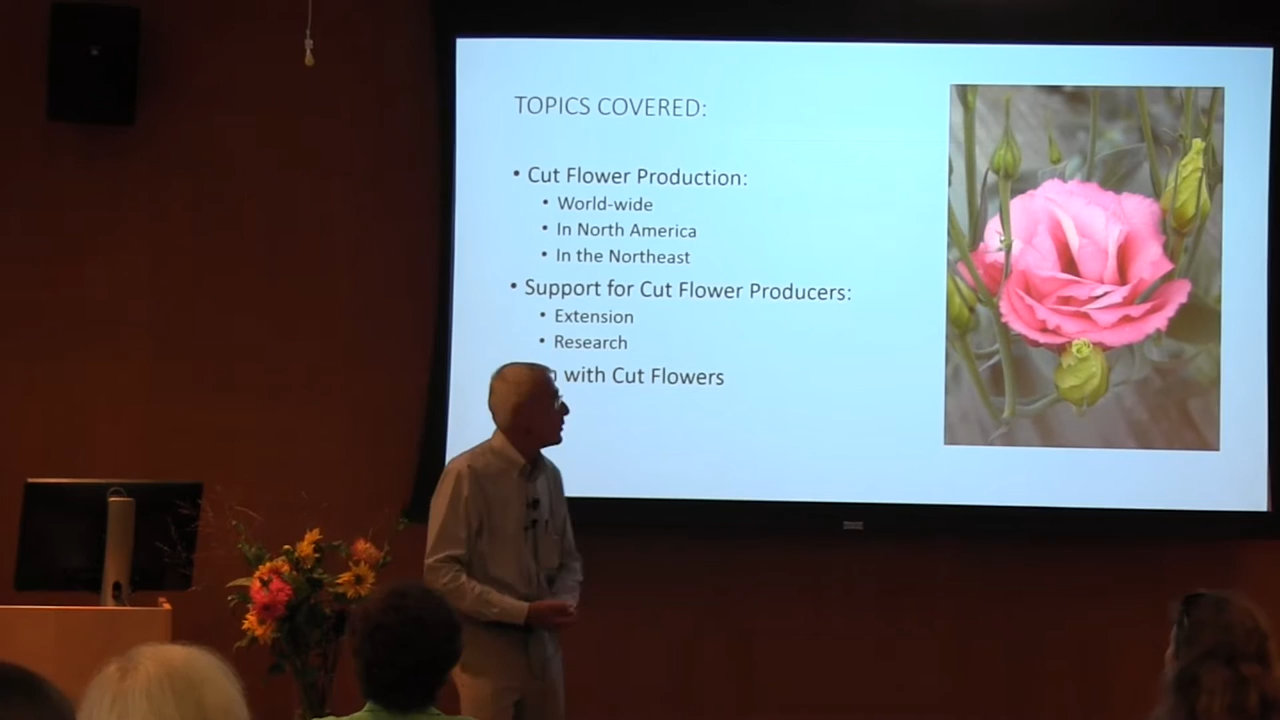 TOPICS COVERED:
• Cut Flower Production:
• World-wide
• In North America
• In the Northeast
• Support for Cut Flower Producers:
• Extension
• Research
with Cut Flowers